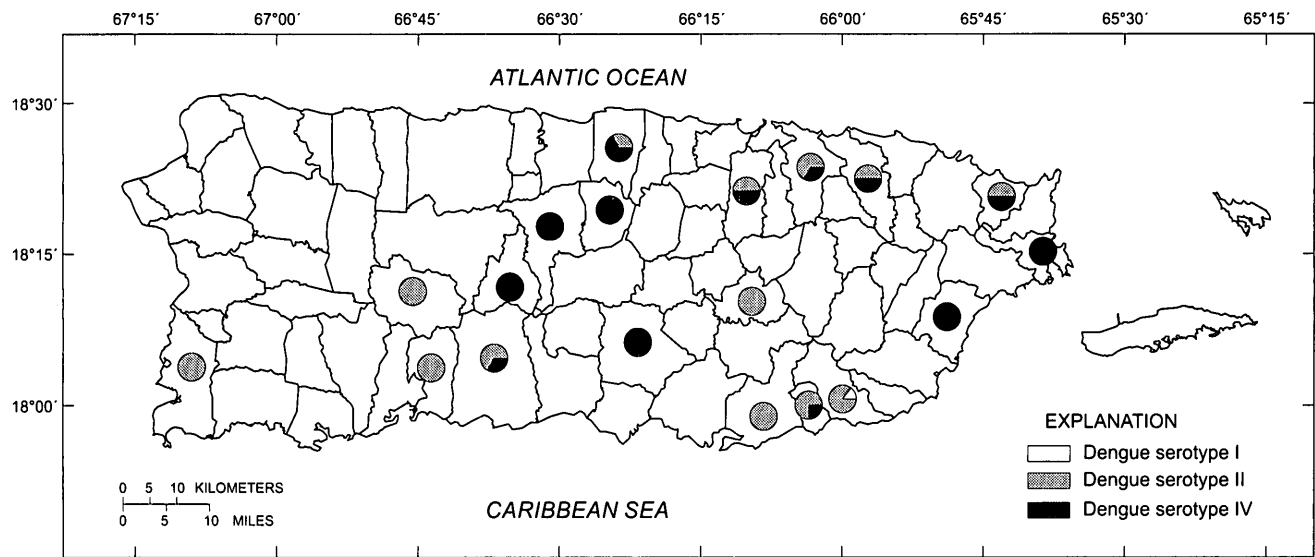 67°15′ 67°00′ 66°45′ 66°30′ 66°15′ 66°00′ 65°45′ 65°30′ 65°15′
ATLANTIC OCEAN
18°30′
18°15′
18°00′
EXPLANATION
Dengue serotype I
Dengue serotype II
Dengue serotype IV
0 5 10 KILOMETERS
0 5 10 MILES
CARIBBEAN SEA